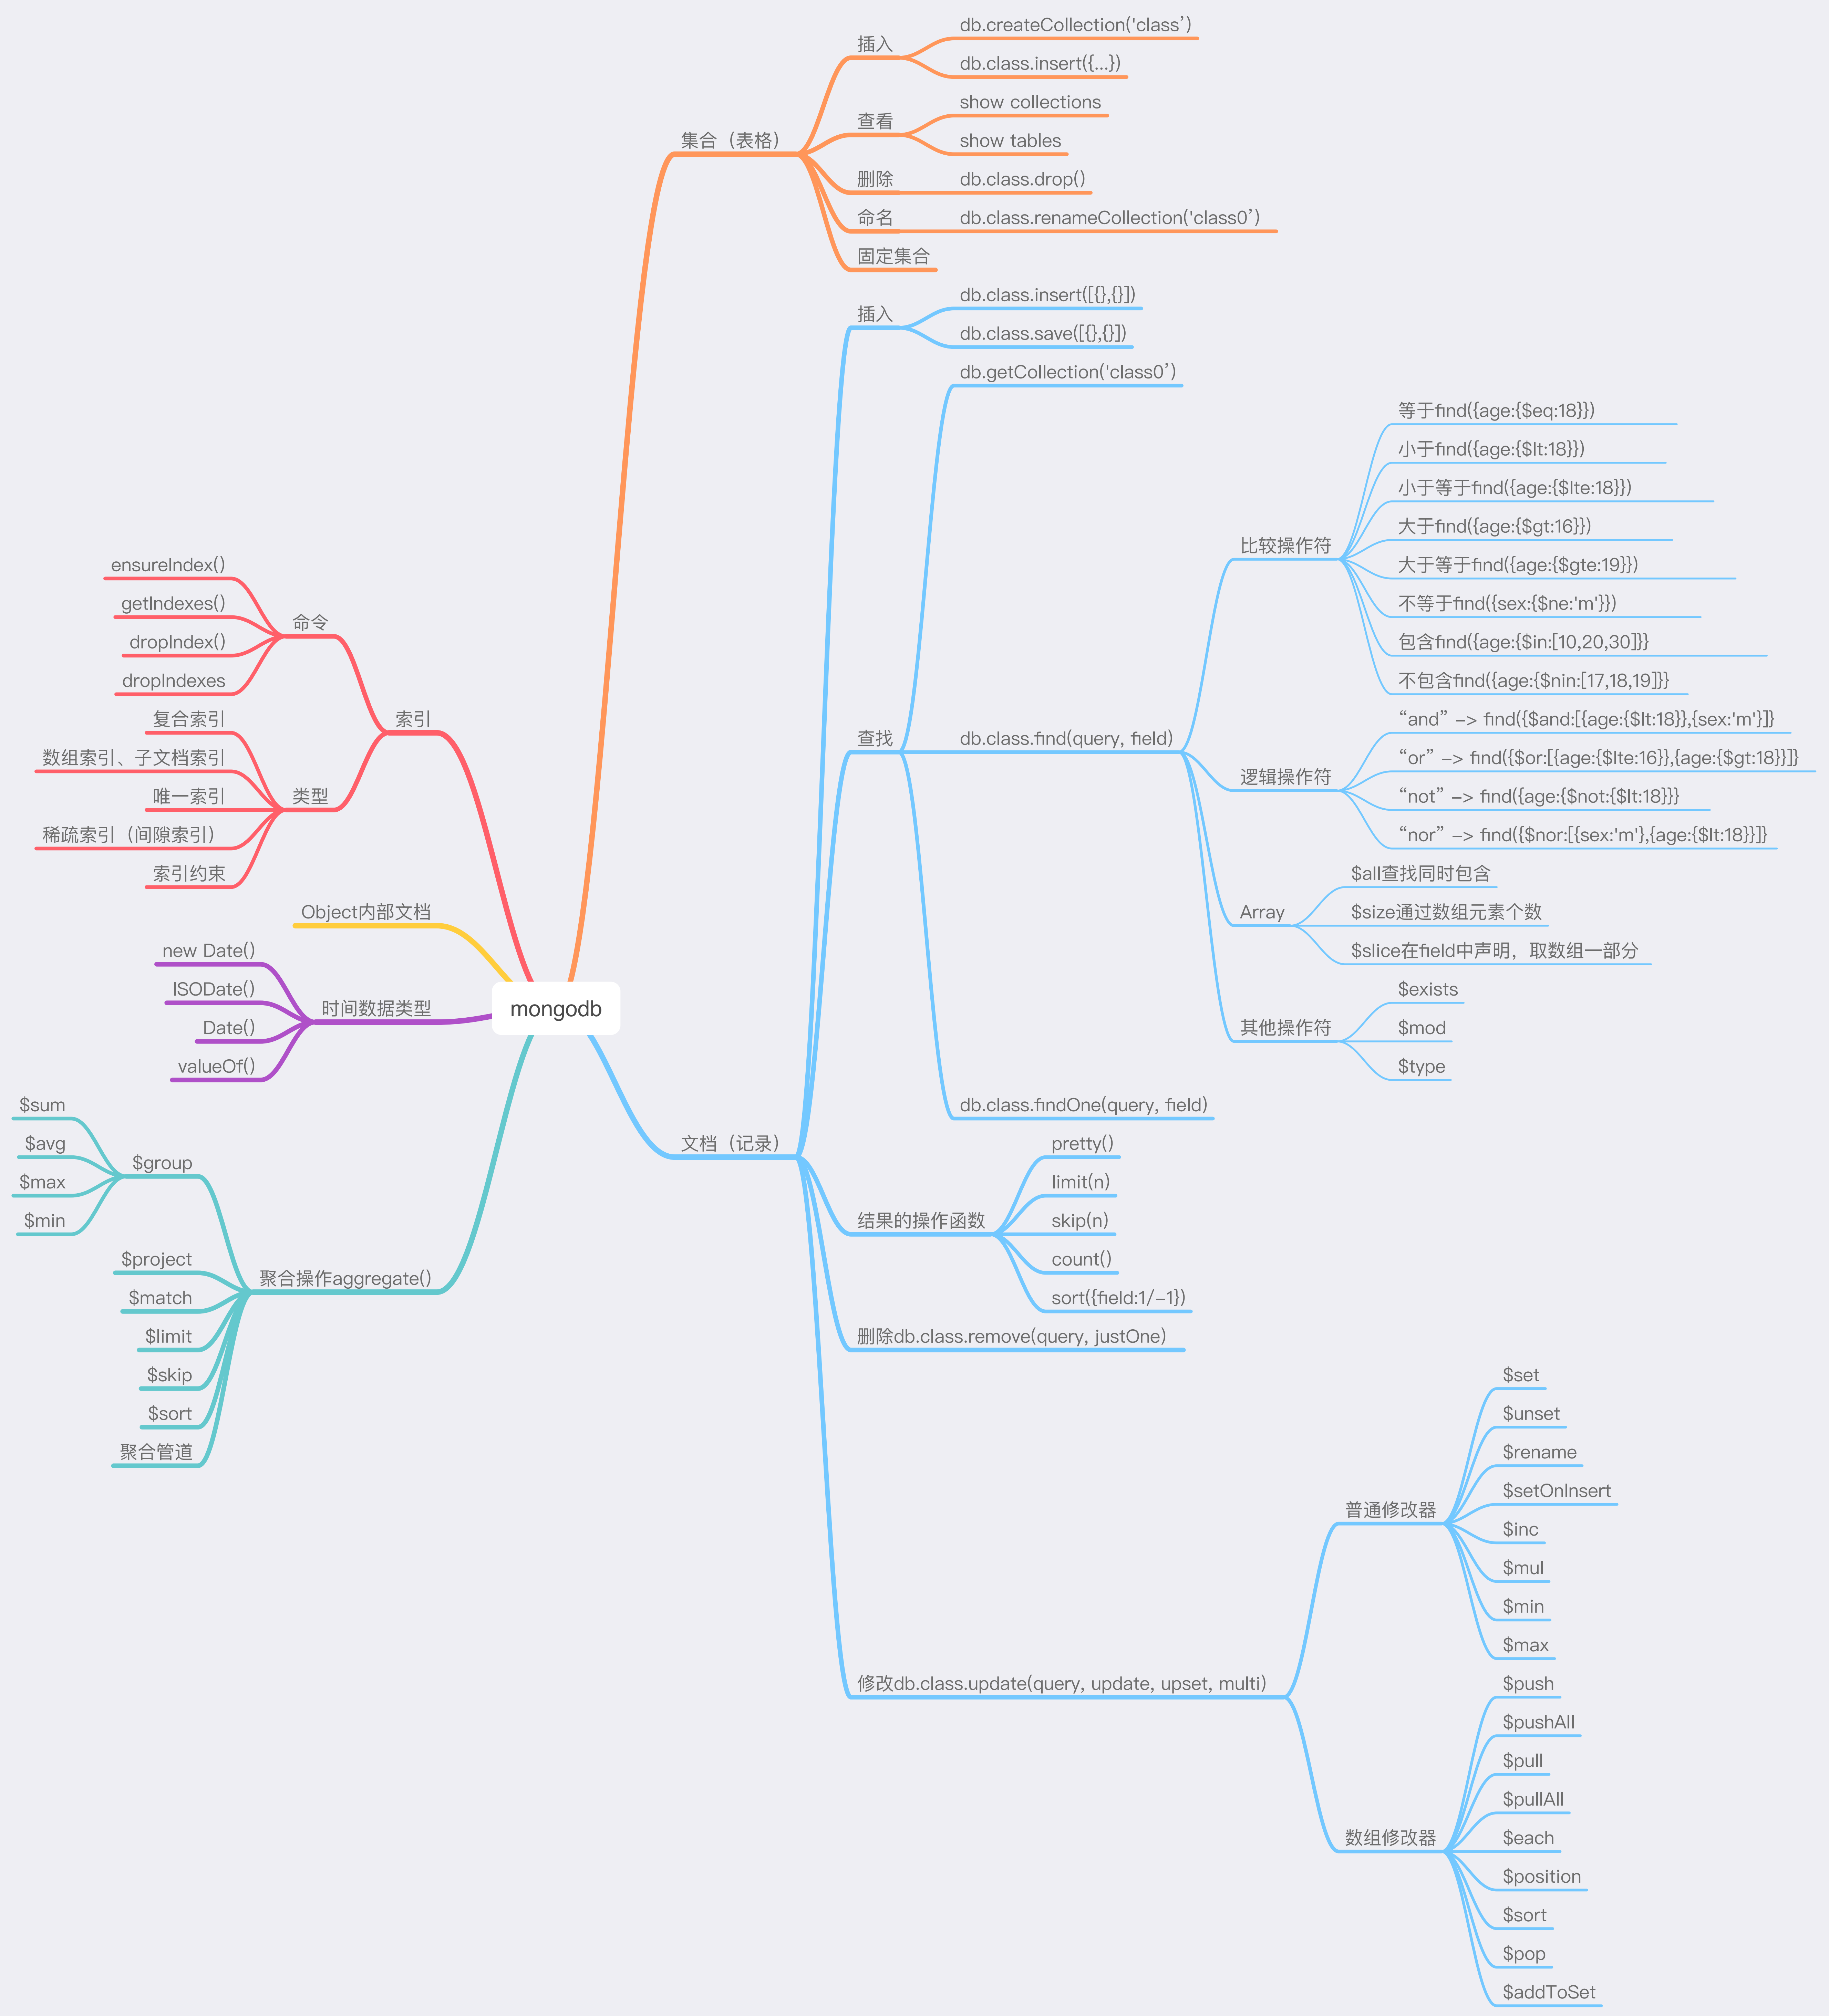 mongodb
集合（表格）
插入
db.createCollection('class’)
db.class.insert({...})
查看
show collections
show tables
删除
db.class.drop()
命名
db.class.renameCollection('class0’)
固定集合
文档（记录）
插入
db.class.insert([{},{}])
db.class.save([{},{}])
查找
db.getCollection('class0’)
db.class.find(query, field)
比较操作符
等于find({age:{$eq:18}})
小于find({age:{$lt:18}})
小于等于find({age:{$lte:18}})
大于find({age:{$gt:16}})
大于等于find({age:{$gte:19}})
不等于find({sex:{$ne:'m'}})
包含find({age:{$in:[10,20,30]}}
不包含find({age:{$nin:[17,18,19]}}
逻辑操作符
“and” -> find({$and:[{age:{$lt:18}},{sex:'m'}]}
“or” -> find({$or:[{age:{$lte:16}},{age:{$gt:18}}]}
“not” -> find({age:{$not:{$lt:18}}}
“nor” -> find({$nor:[{sex:'m'},{age:{$lt:18}}]}
Array
$all查找同时包含
$size通过数组元素个数
$slice在field中声明，取数组一部分
其他操作符
$exists
$mod
$type
db.class.findOne(query, field)
结果的操作函数
pretty()
limit(n)
skip(n)
count()
sort({field:1/-1})
删除db.class.remove(query, justOne)
修改db.class.update(query, update, upset, multi)
普通修改器
$set
$unset
$rename
$setOnInsert
$inc
$mul
$min
$max
数组修改器
$push
$pushAll
$pull
$pullAll
$each
$position
$sort
$pop
$addToSet
索引
命令
ensureIndex()
getIndexes()
dropIndex()
dropIndexes
类型
复合索引
数组索引、子文档索引
唯一索引
稀疏索引（间隙索引）
索引约束
Object内部文档
时间数据类型
new Date()
ISODate()
Date()
valueOf()
聚合操作aggregate()
$group
$sum
$avg
$max
$min
$project
$match
$limit
$skip
$sort
聚合管道